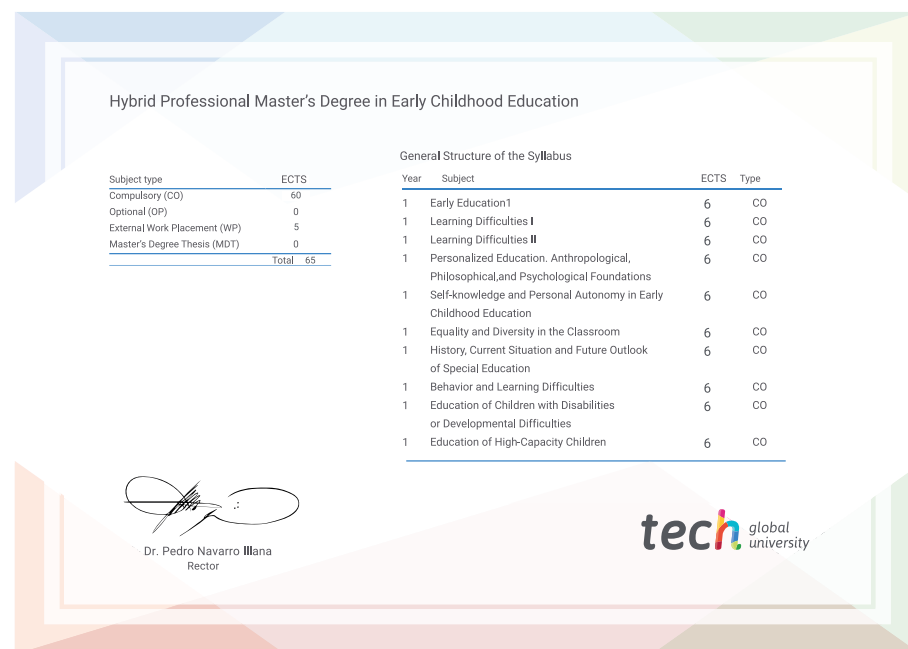 Hybrid Professional Master's Degree in Early Childhood Education
General Structure of the Syllabus
Subject type ECTS
Compulsory (CO) 60
Optional (OP) 0
External Work Placement (WP) 5
Master's Degree Thesis (MDT) 0
Total 65
Year Subject ECTS Type
1 Early Education1 6 CO
1 Learning Difficulties I 6 CO
1 Learning Difficulties II 6 CO
1 Personalized Education. Anthropological, 6 CO
Philosophical,and Psychological Foundations
1 Self-knowledge and Personal Autonomy in Early 6 CO
Childhood Education
1 Equality and Diversity in the Classroom 6 CO
1 History, Current Situation and Future Outlook 6 CO
of Special Education
1 Behavior and Learning Difficulties 6 CO
1 Education of Children with Disabilities 6 CO
or Developmental Difficulties
1 Education of High-Capacity Children 6 CO
Dr. Pedro Navarro Illana
Rector
tech global
university